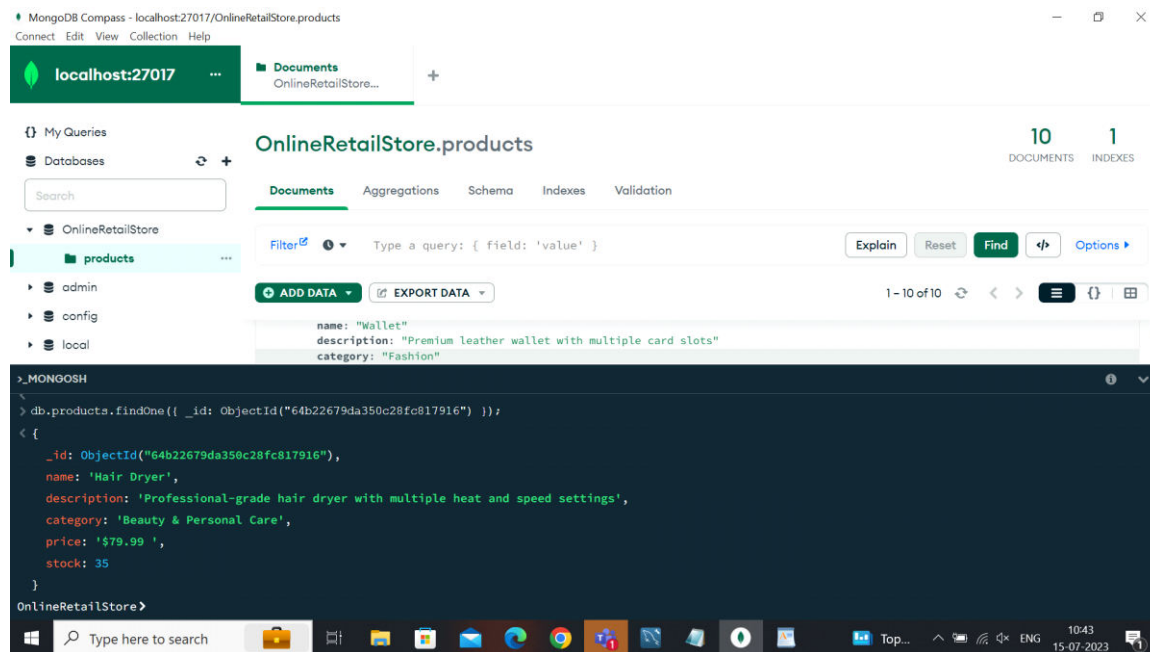 MongoDB Compass - localhost:27017/OnlineRetailStore.products
Connect Edit View Collection Help
localhost:27017 ...
Documents
OnlineRetailStore...
+
{} My Queries
Databases
Search
OnlineRetailStore
products ...
admin
config
local
OnlineRetailStore.products
10
DOCUMENTS
1
INDEXES
Documents Aggregations Schema Indexes Validation
Filter Type a query: { field: 'value' } Explain Reset Find </> Options
ADD DATA EXPORT DATA 1 – 10 of 10 {}
name: "Wallet"
description: "Premium leather wallet with multiple card slots"
category: "Fashion"
>_MONGOSH
> db.products.findOne({ _id: ObjectId("64b22679da350c28fc817916") });
< {
_id: ObjectId("64b22679da350c28fc817916"),
name: 'Hair Dryer',
description: 'Professional-grade hair dryer with multiple heat and speed settings',
category: 'Beauty & Personal Care',
price: '$79.99 ',
stock: 35
}
OnlineRetailStore>
Type here to search Top... ENG 10:43
15-07-2023